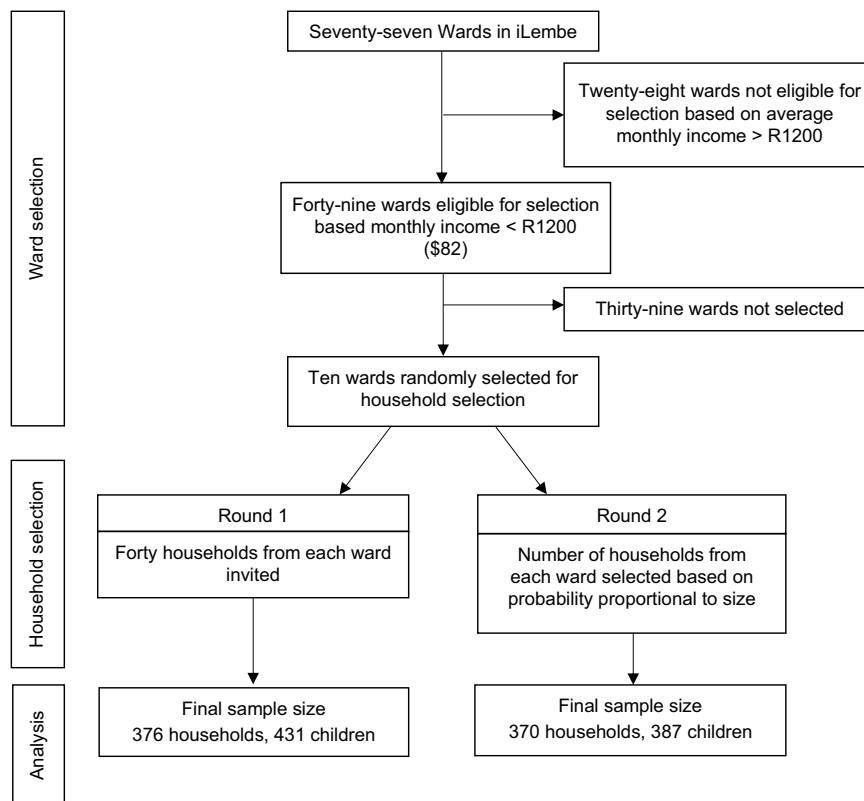 Ward selection
Seventy-seven Wards in iLembe
Twenty-eight wards not eligible for
selection based on average
monthly income > R1200
Forty-nine wards eligible for selection
based monthly income < R1200
($82)
Thirty-nine wards not selected
Ten wards randomly selected for
household selection
Household selection
Round 1
Forty households from each ward
invited
Round 2
Number of households from
each ward selected based on
probability proportional to size
Analysis
Final sample size
376 households, 431 children
Final sample size
370 households, 387 children